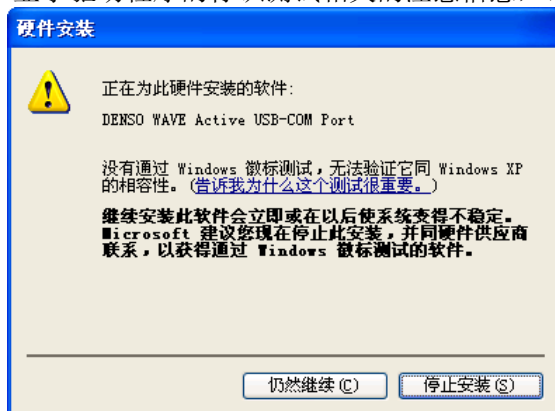 硬件安装
正在为此硬件安装的软件:
DENSO WAVE Active USB-COM Port
没有通过 Windows 徽标测试，无法验证它同 Windows XP
的相容性。(告诉我为什么这个测试很重要。)
继续安装此软件会立即或在以后使系统变得不稳定。
Microsoft 建议您现在停止此安装，并同硬件供应商
联系，以获得通过 Windows 徽标测试的软件。
仍然继续(C) 停止安装(S)